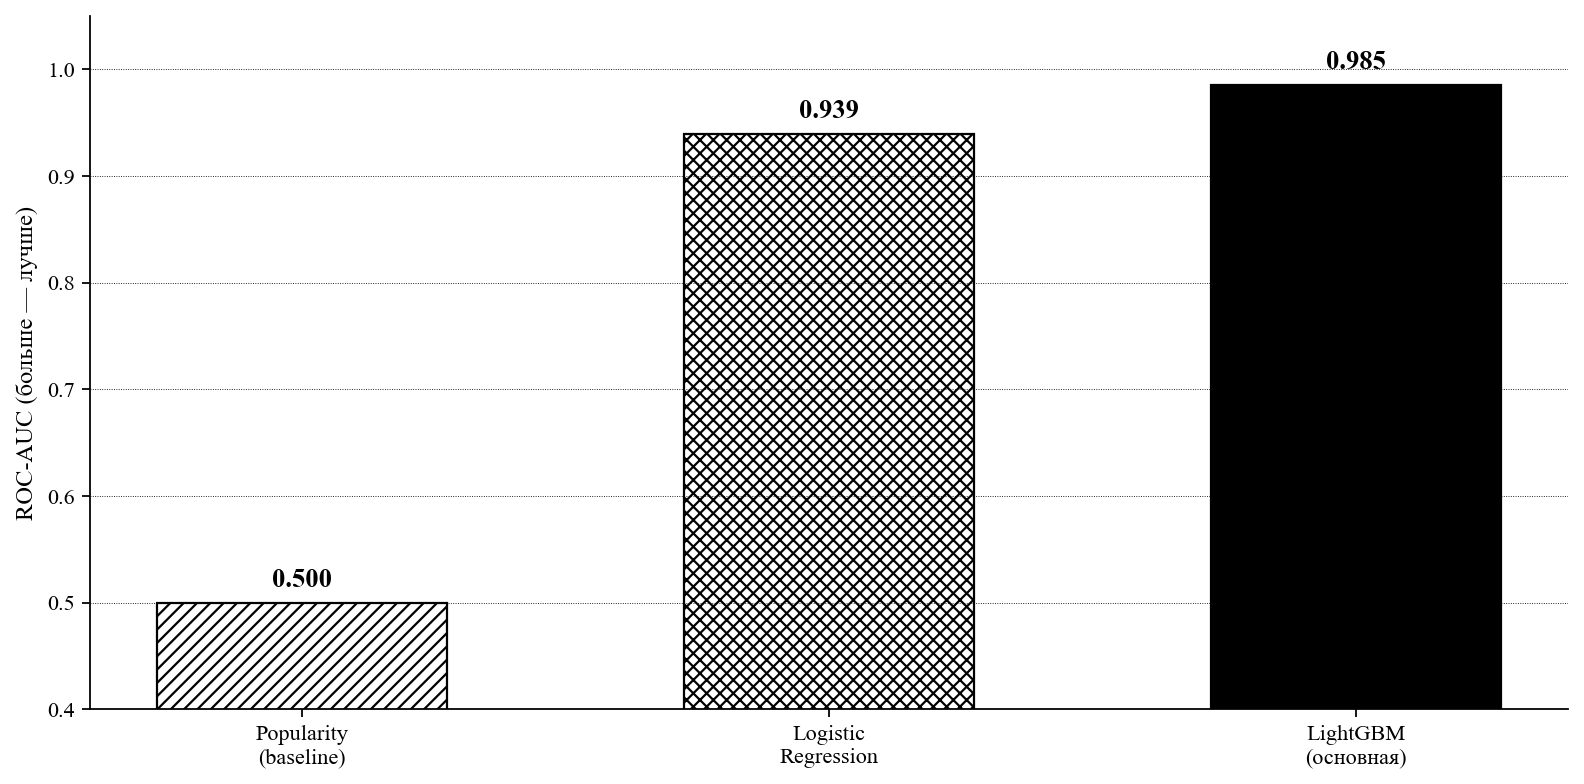 ROC-AUC (больше — лучше)
1.0
0.9
0.8
0.7
0.6
0.5
0.4
0.500
0.939
0.985
Popularity
(baseline)
Logistic
Regression
LightGBM
(основная)